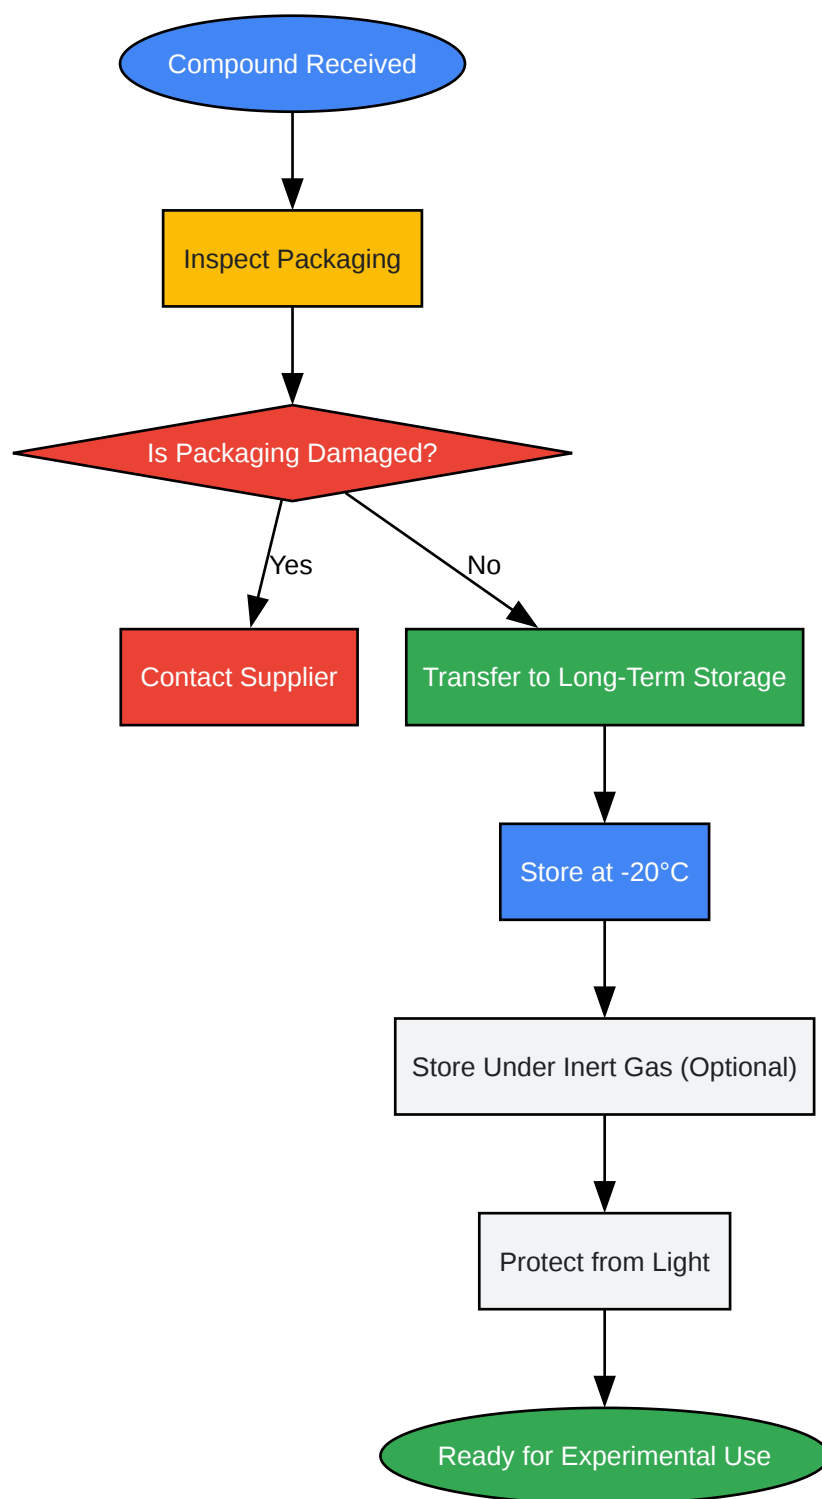 Compound Received
Inspect Packaging
Is Packaging Damaged?
Yes
No
Contact Supplier
Transfer to Long-Term Storage
Store at -20°C
Store Under Inert Gas (Optional)
Protect from Light
Ready for Experimental Use